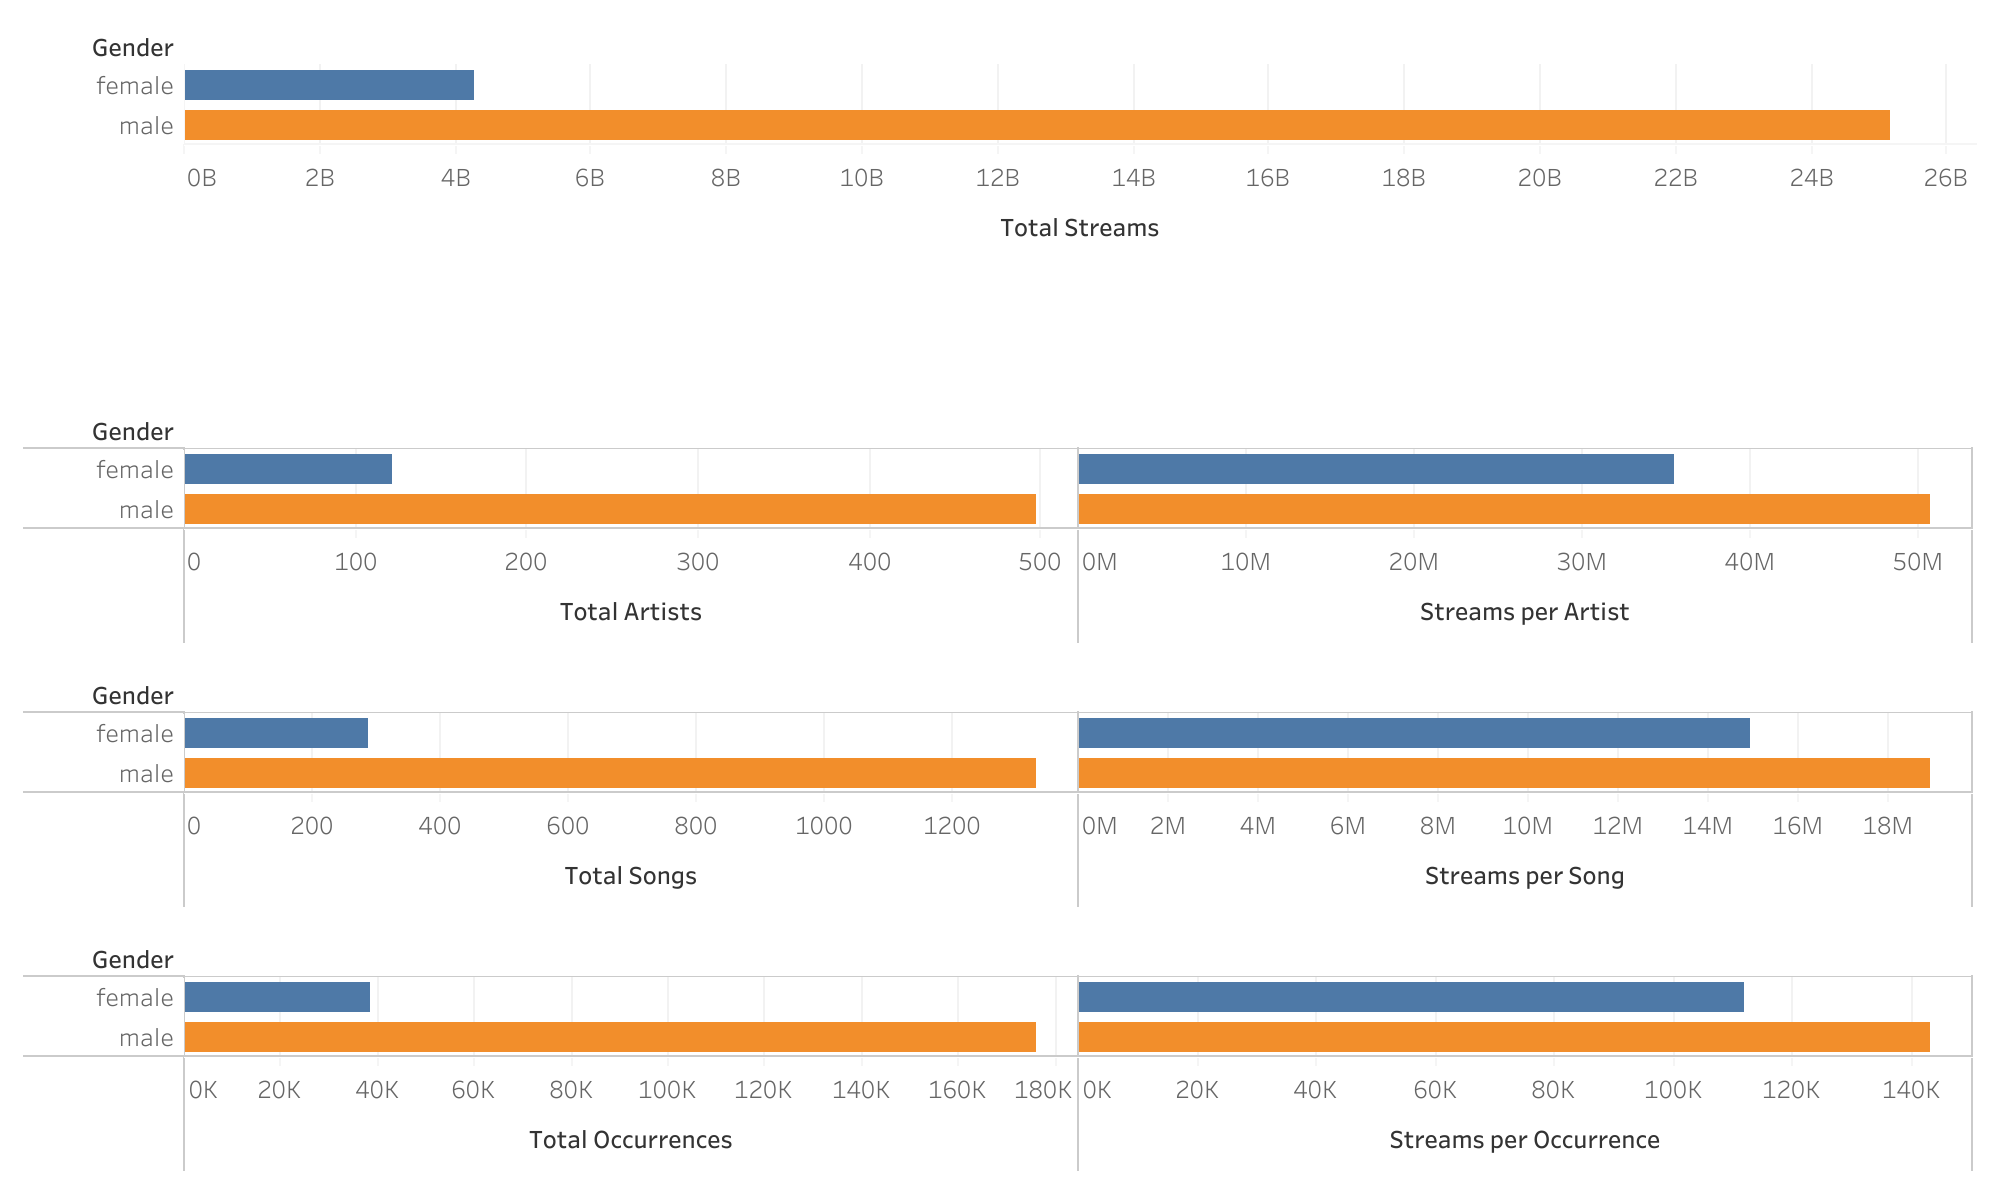 Gender
female
male
0B 2B 4B 6B 8B 10B 12B 14B 16B 18B 20B 22B 24B 26B
Total Streams
Gender
female
male
0 100 200 300 400 500 0M 10M 20M 30M 40M 50M
Total Artists Streams per Artist
Gender
female
male
0 200 400 600 800 1000 1200 0M 2M 4M 6M 8M 10M 12M 14M 16M 18M
Total Songs Streams per Song
Gender
female
male
0K 20K 40K 60K 80K 100K 120K 140K 160K 180K 0K 20K 40K 60K 80K 100K 120K 140K
Total Occurrences Streams per Occurrence